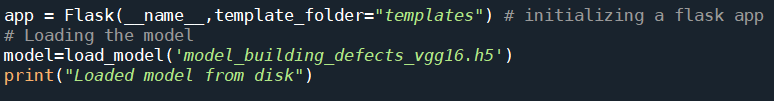 app = Flask(__name__,template_folder="templates") # initializing a flask app
# Loading the model
model=load_model('model_building_defects_vgg16.h5')
print("Loaded model from disk")